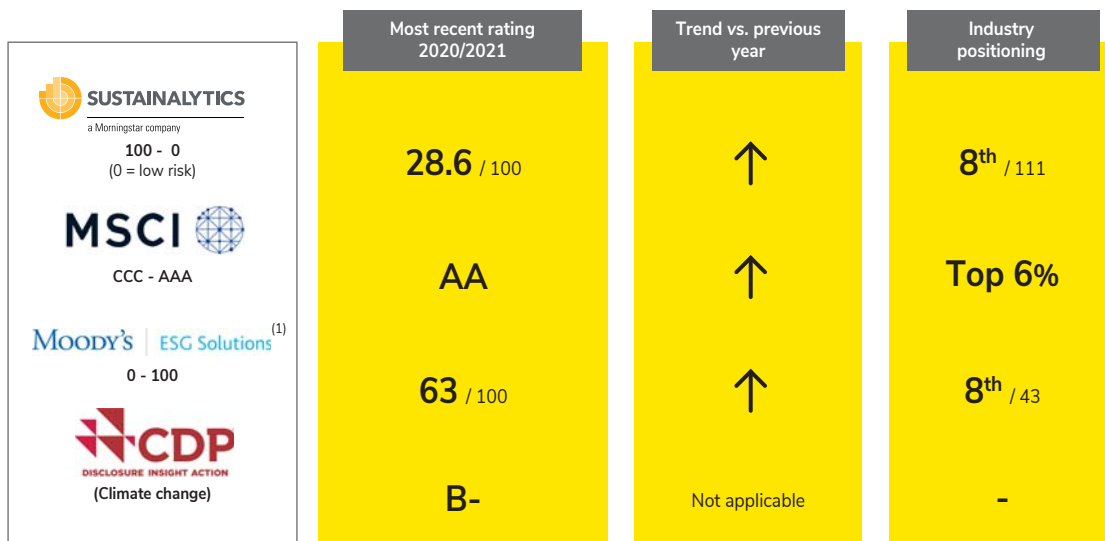 Most recent rating
2020/2021
Trend vs. previous
year
Industry
positioning
SUSTAINALYTICS
a Morningstar company
100 - 0
(0 = low risk)
28.6 / 100
8th / 111
MSCI
CCC - AAA
AA
Top 6%
MOODY'S | ESG Solutions(1)
0 - 100
63 / 100
8th / 43
CDP
DISCLOSURE INSIGHT ACTION
(Climate change)
B-
Not applicable
-